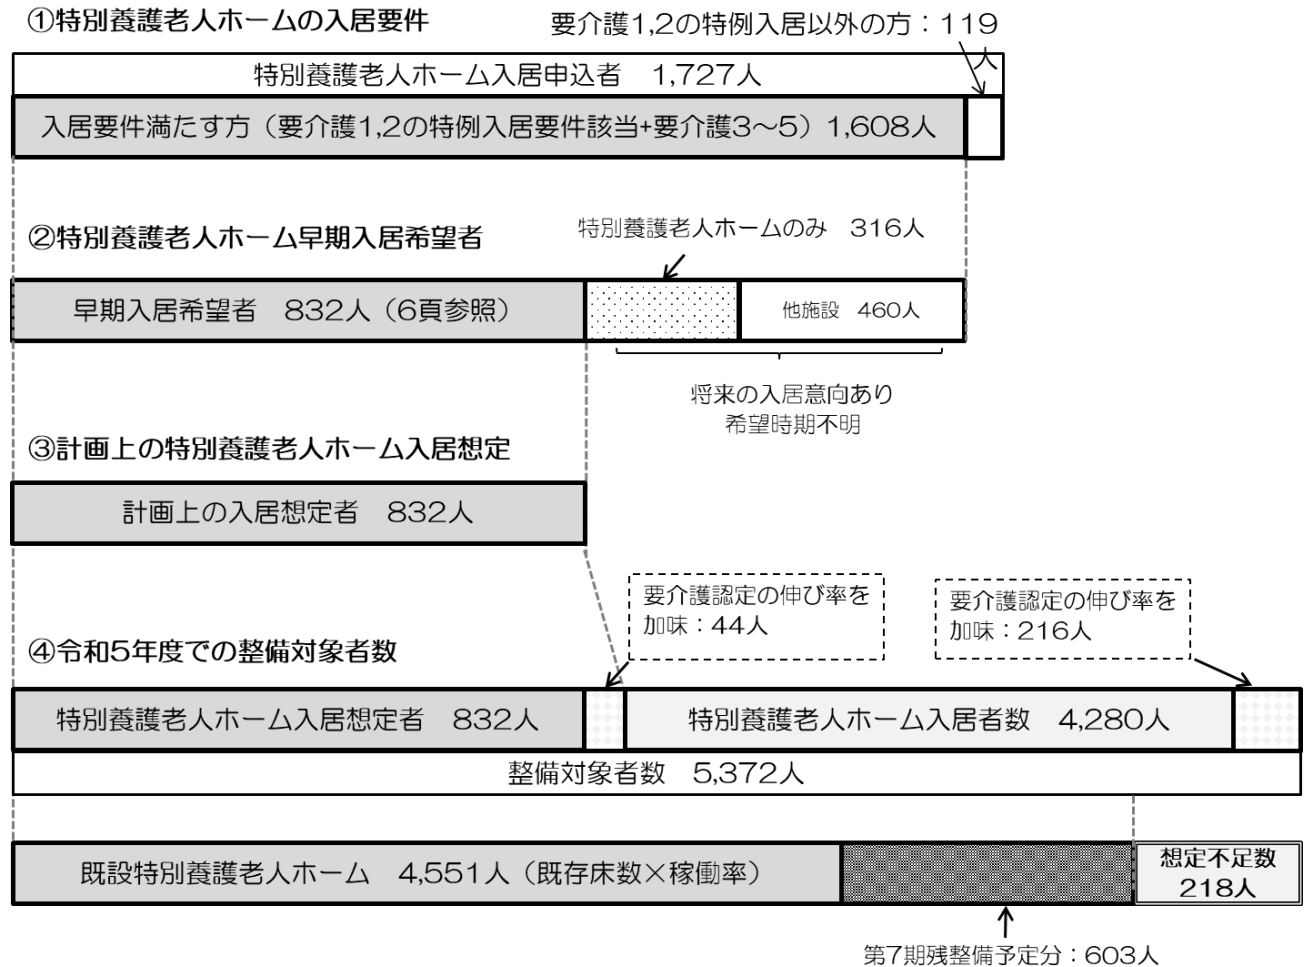 ①特別養護老人ホームの入居要件
要介護1,2の特例入居以外の方：119
人
特別養護老人ホーム入居申込者　1,727人
入居要件満たす方（要介護1,2の特例入居要件該当+要介護3～5）1,608人
②特別養護老人ホーム早期入居希望者
特別養護老人ホームのみ　316人
早期入居希望者　832人（6頁参照）
他施設　460人
将来の入居意向あり
希望時期不明
③計画上の特別養護老人ホーム入居想定
計画上の入居想定者　832人
要介護認定の伸び率を
加味：44人
要介護認定の伸び率を
加味：216人
④令和5年度での整備対象者数
特別養護老人ホーム入居想定者　832人
特別養護老人ホーム入居者数　4,280人
整備対象者数　5,372人
既設特別養護老人ホーム　4,551人（既存床数×稼働率）
想定不足数
218人
第7期残整備予定分：603人